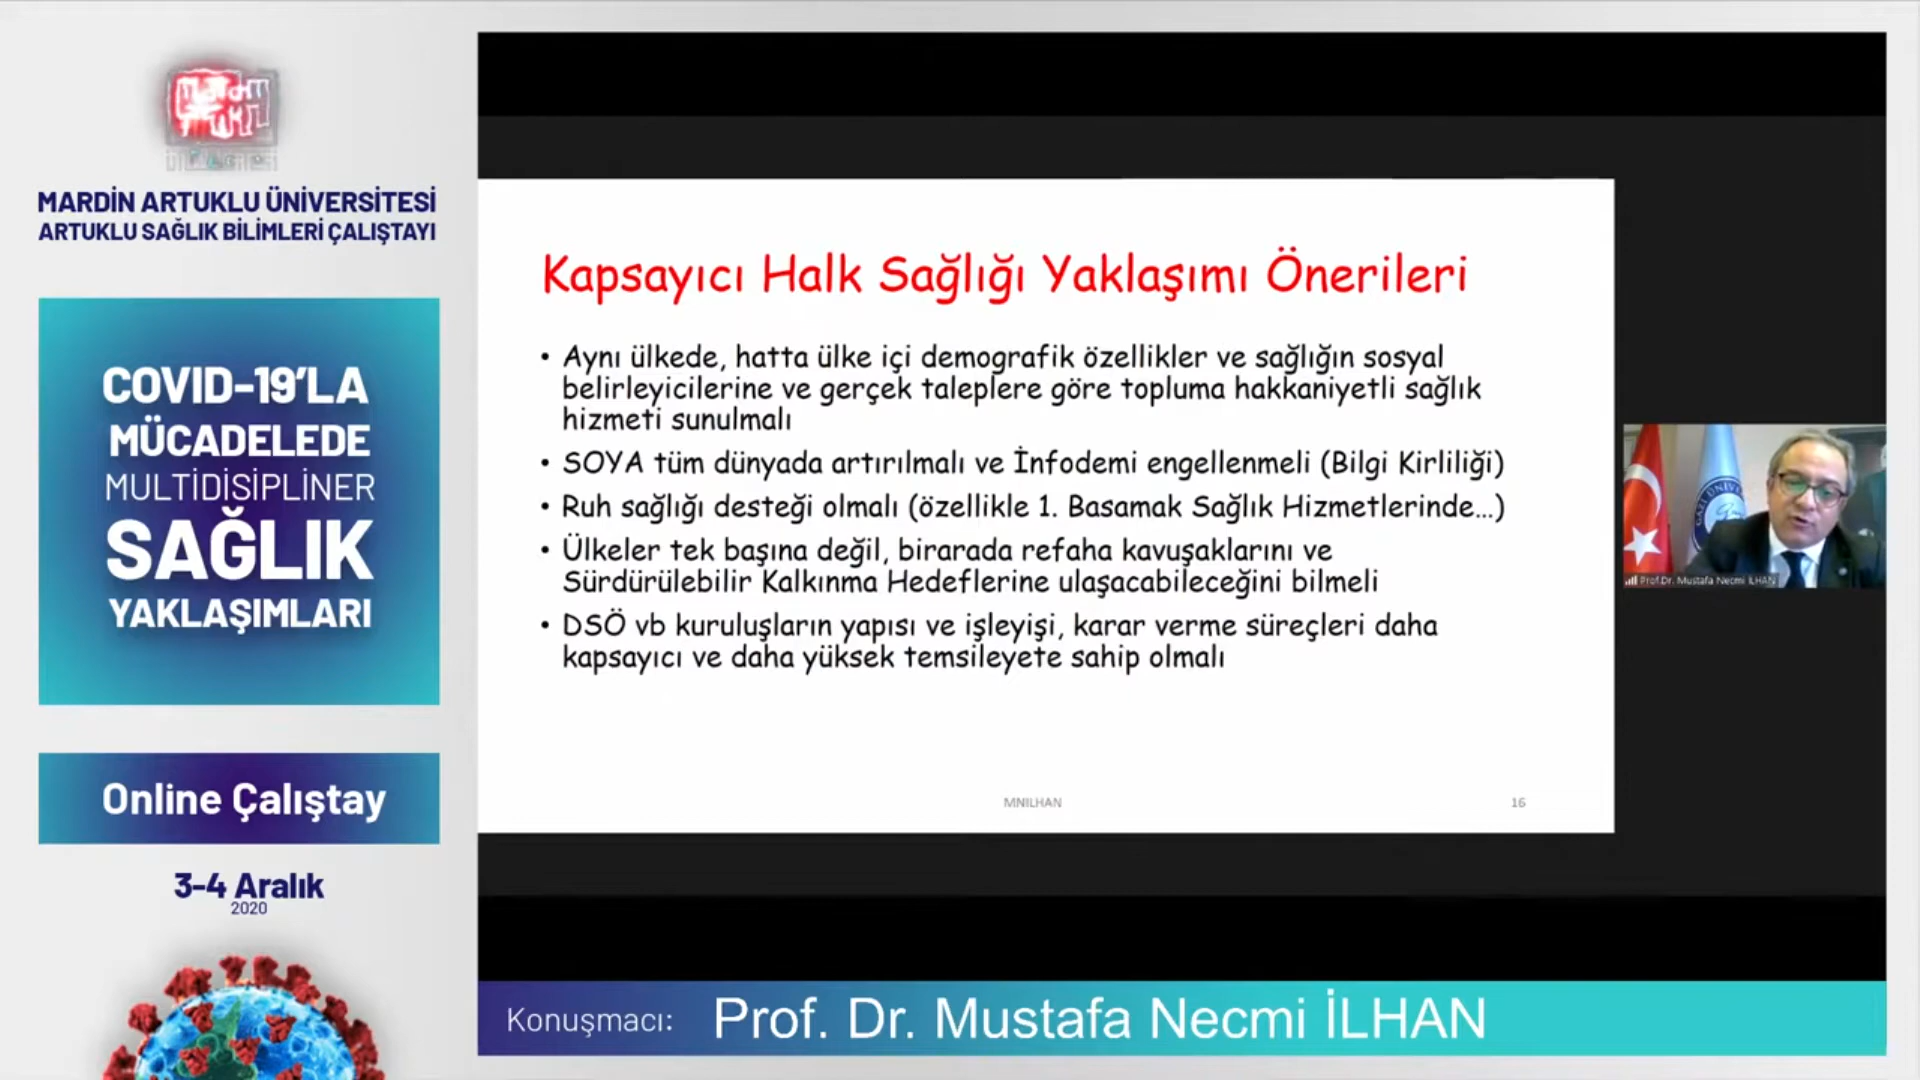 MARDİN ARTUKLU ÜNİVERSİTESİ
ARTUKLU SAĞLIK BİLİMLERİ ÇALIŞTAYI
COVID-19'LA
MÜCADELEDE
MULTİDİSİPLİNER
SAĞLIK
YAKLAŞIMLARI
Online Çalıştay
3-4 Aralık
2020
Kapsayıcı Halk Sağlığı Yaklaşımı Önerileri
• Aynı ülkede, hatta ülke içi demografik özellikler ve sağlığın sosyal
belirleyicilerine ve gerçek taleplere göre topluma hakkaniyetli sağlık
hizmeti sunulmalı
• SOYA tüm dünyada artırılmalı ve İnfodemi engellenmeli (Bilgi Kirliliği)
• Ruh sağlığı desteği olmalı (özellikle 1. Basamak Sağlık Hizmetlerinde…)
• Ülkeler tek başına değil, birarada refaha kavuşaklarını ve
Sürdürülebilir Kalkınma Hedeflerine ulaşacabileceğini bilmeli
• DSÖ vb kuruluşların yapısı ve işleyişi, karar verme süreçleri daha
kapsayıcı ve daha yüksek temsileyete sahip olmalı
MNILHAN
16
Prof.Dr. Mustafa Necmi İLHAN
Konuşmacı: Prof. Dr. Mustafa Necmi İLHAN